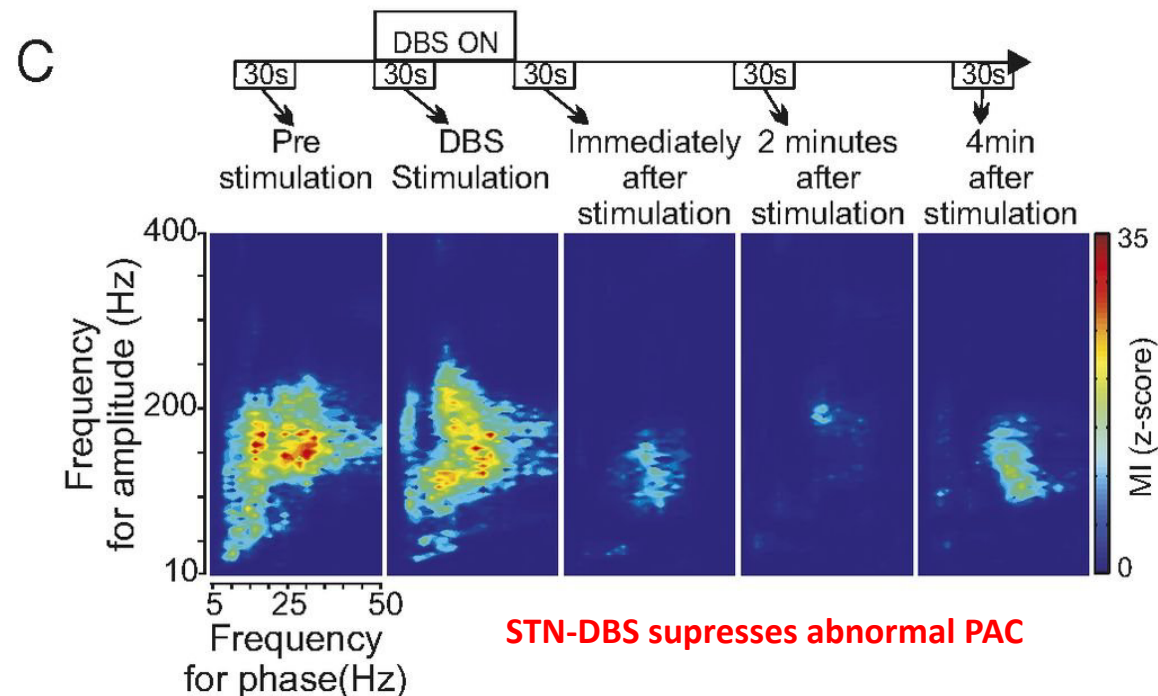 C
DBS ON
30s 30s 30s 30s 30s
Pre
stimulation
DBS
Stimulation
Immediately
after
stimulation
2 minutes
after
stimulation
4min
after
stimulation
400
200
10
Frequency
for amplitude (Hz)
5 25 50
Frequency
for phase(Hz)
35
0
MI (z-score)
STN-DBS supresses abnormal PAC